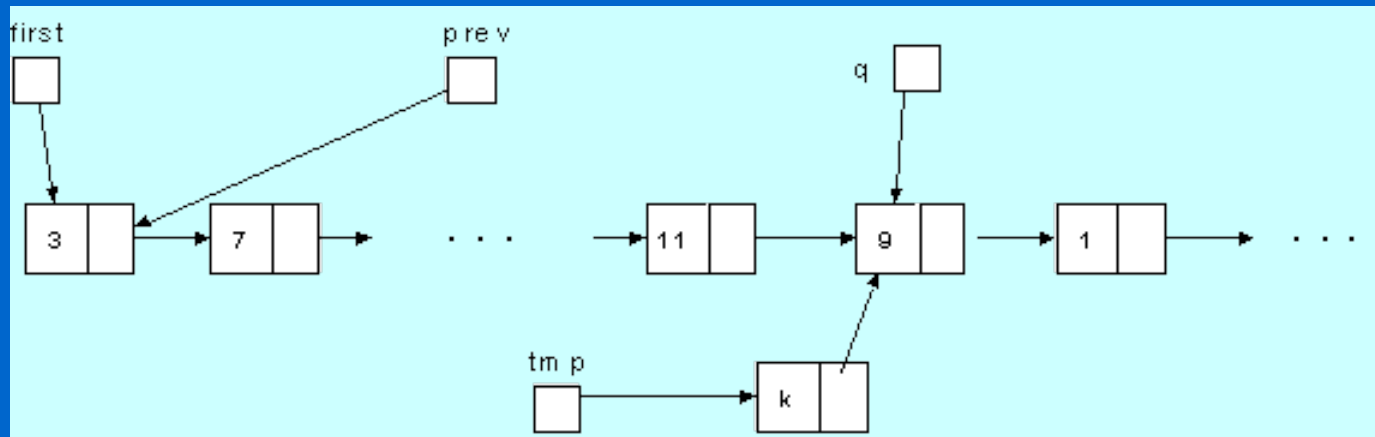 first
prev
q
3 7 . . . 11 9 1 . . .
tmp
k